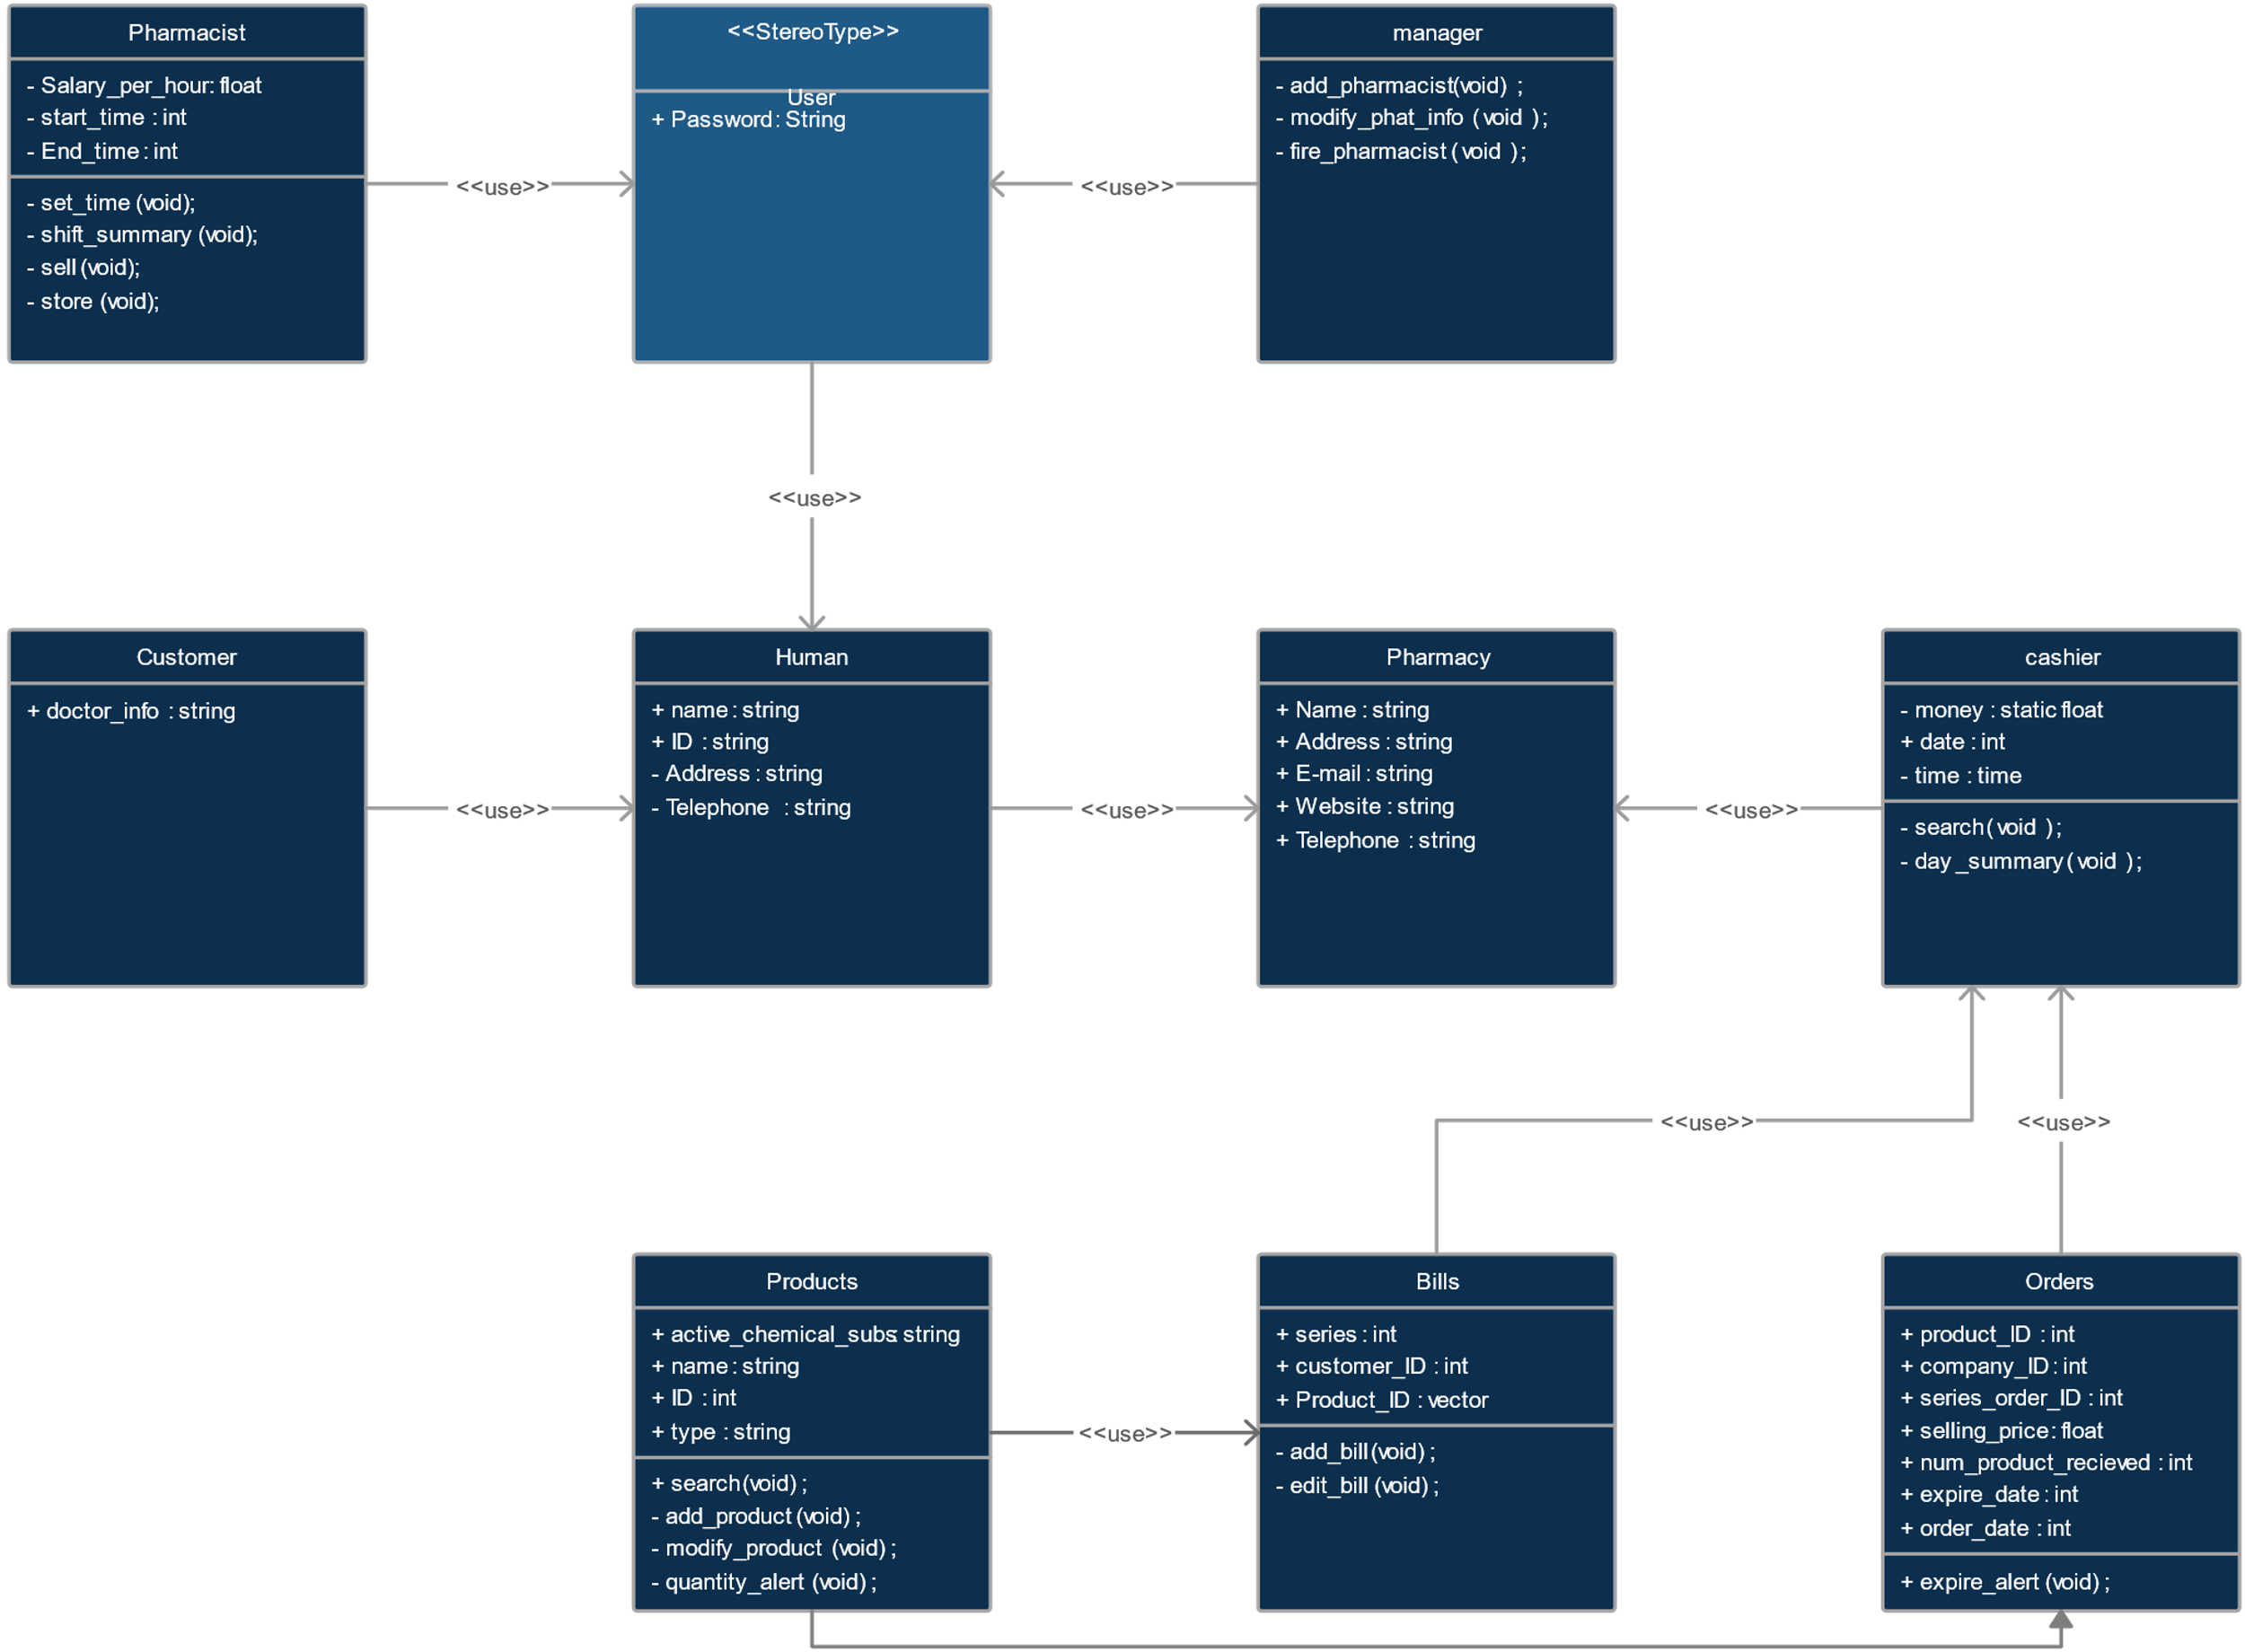 Pharmacist
- Salary_per_hour: float
- start_time : int
- End_time : int
- set_time (void);
- shift_summary (void);
- sell (void);
- store (void);
<<use>>
<<StereoType>>
User
+ Password : String
<<use>>
manager
- add_pharmacist(void) ;
- modify_phat_info ( void );
- fire_pharmacist ( void );
<<use>>
Customer
+ doctor_info : string
<<use>>
Human
+ name : string
+ ID : string
- Address : string
- Telephone : string
<<use>>
Pharmacy
+ Name : string
+ Address : string
+ E-mail : string
+ Website : string
+ Telephone : string
<<use>>
cashier
- money : static float
+ date : int
- time : time
- search( void );
- day_summary ( void );
<<use>>
<<use>>
Products
+ active_chemical_subs: string
+ name : string
+ ID : int
+ type : string
+ search(void) ;
- add_product (void) ;
- modify_product (void) ;
- quantity_alert (void) ;
<<use>>
Bills
+ series : int
+ customer_ID : int
+ Product_ID : vector
- add_bill (void) ;
- edit_bill (void) ;
Orders
+ product_ID : int
+ company_ID : int
+ series_order_ID : int
+ selling_price: float
+ num_product_recieved : int
+ expire_date : int
+ order_date : int
+ expire_alert (void) ;